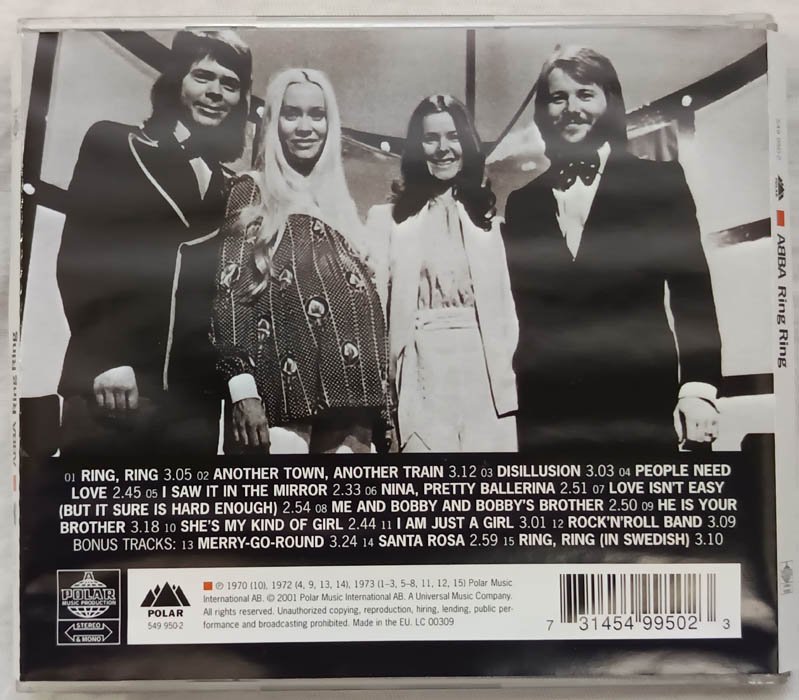 01 RING, RING 3.05 02 ANOTHER TOWN, ANOTHER TRAIN 3.12 03 DISILLUSION 3.03 04 PEOPLE NEED
LOVE 2.45 05 I SAW IT IN THE MIRROR 2.33 06 NINA, PRETTY BALLERINA 2.51 07 LOVE ISN'T EASY
(BUT IT SURE IS HARD ENOUGH) 2.54 08 ME AND BOBBY AND BOBBY'S BROTHER 2.50 09 HE IS YOUR
BROTHER 3.18 10 SHE'S MY KIND OF GIRL 2.44 11 I AM JUST A GIRL 3.01 12 ROCK'N'ROLL BAND 3.09
BONUS TRACKS: 13 MERRY-GO-ROUND 3.24 14 SANTA ROSA 2.59 15 RING, RING (IN SWEDISH) 3.10
POLAR
MUSIC PRODUCTION
STEREO
& MONO
POLAR
549 950-2
℗ 1970 (10), 1972 (4, 9, 13, 14), 1973 (1–3, 5–8, 11, 12, 15) Polar Music
International AB. © 2001 Polar Music International AB. A Universal Music Company.
All rights reserved. Unauthorized copying, reproduction, hiring, lending, public per-
formance and broadcasting prohibited. Made in the EU. LC 00309
7 31454 99502 3
549 950-2
ABBA Ring Ring
ABBA Ring Ring